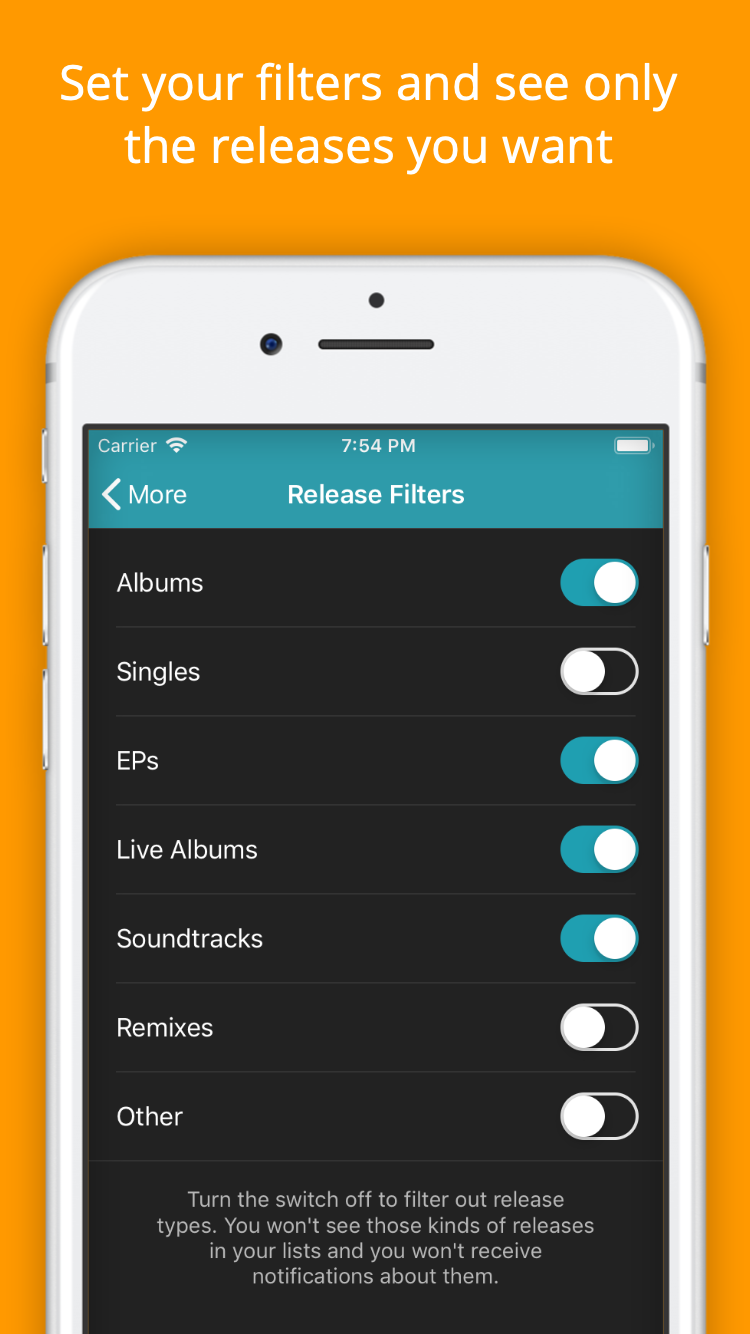 Set your filters and see only
the releases you want
Carrier 7:54 PM
More Release Filters
Albums
Singles
EPs
Live Albums
Soundtracks
Remixes
Other
Turn the switch off to filter out release
types. You won't see those kinds of releases
in your lists and you won't receive
notifications about them.